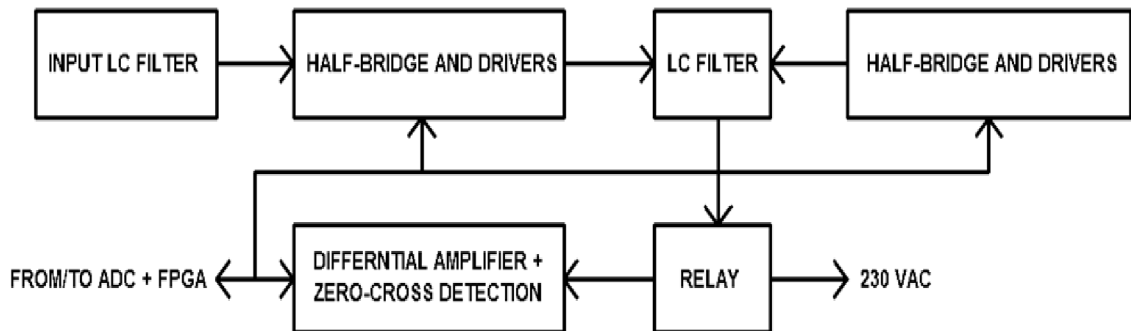 INPUT LC FILTER
HALF-BRIDGE AND DRIVERS
LC FILTER
HALF-BRIDGE AND DRIVERS
FROM/TO ADC + FPGA
DIFFERNTIAL AMPLIFIER +
ZERO-CROSS DETECTION
RELAY
230 VAC